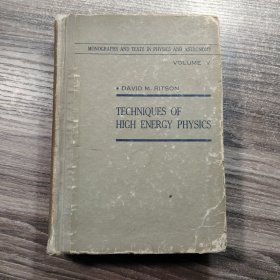 MONOGRAPHS AND TEXTS IN PHYSICS AND ASTRONOMY
VOLUME V
• DAVID M. RITSON
TECHNIQUES OF
HIGH ENERGY PHYSICS